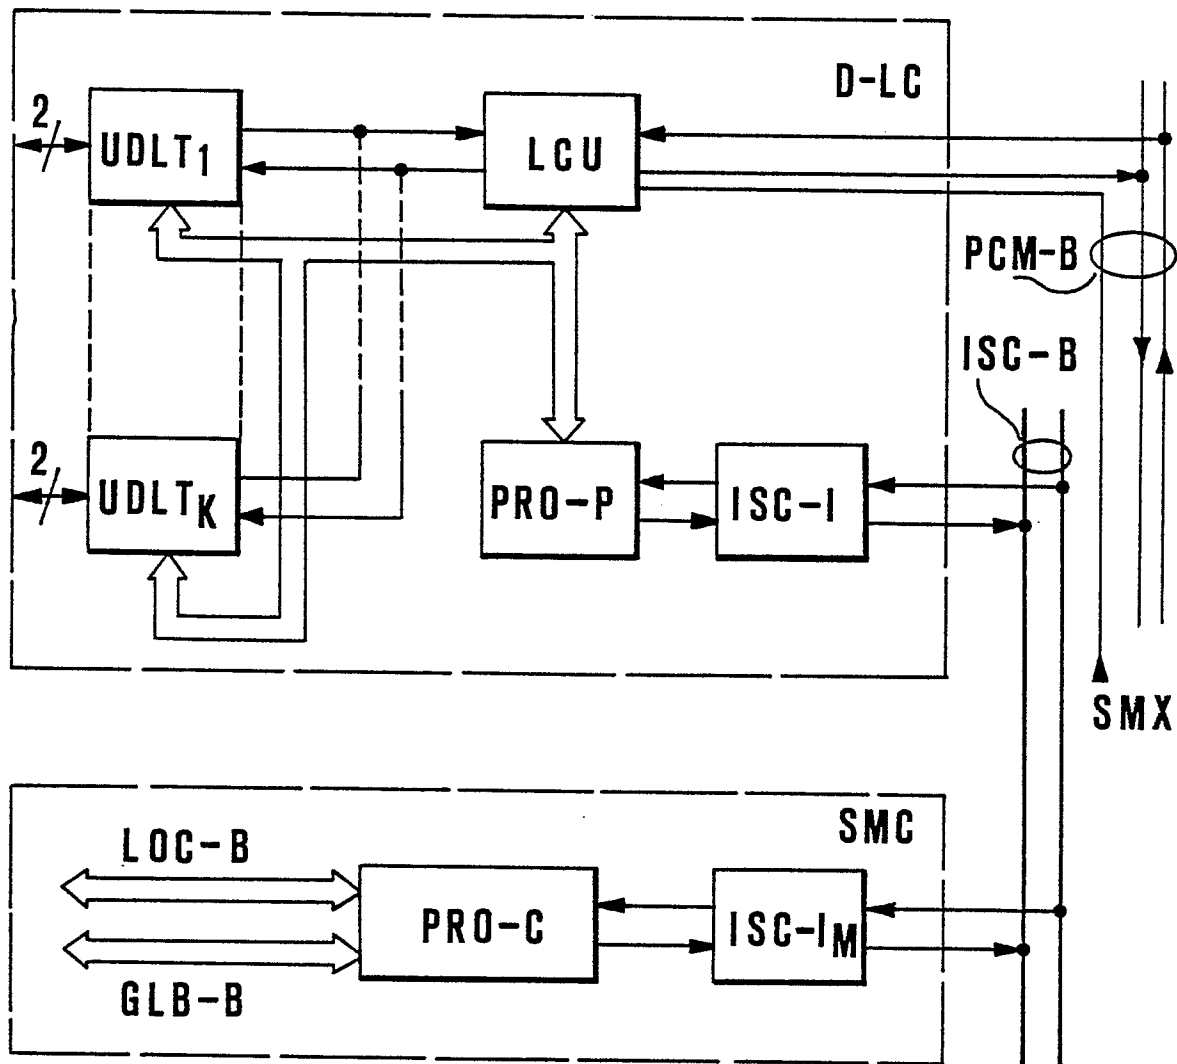 D-LC
2
UDLT1
LCU
PCM-B
ISC-B
2
UDLTK
PRO-P
ISC-I
SMX
SMC
LOC-B
PRO-C
ISC-IM
GLB-B